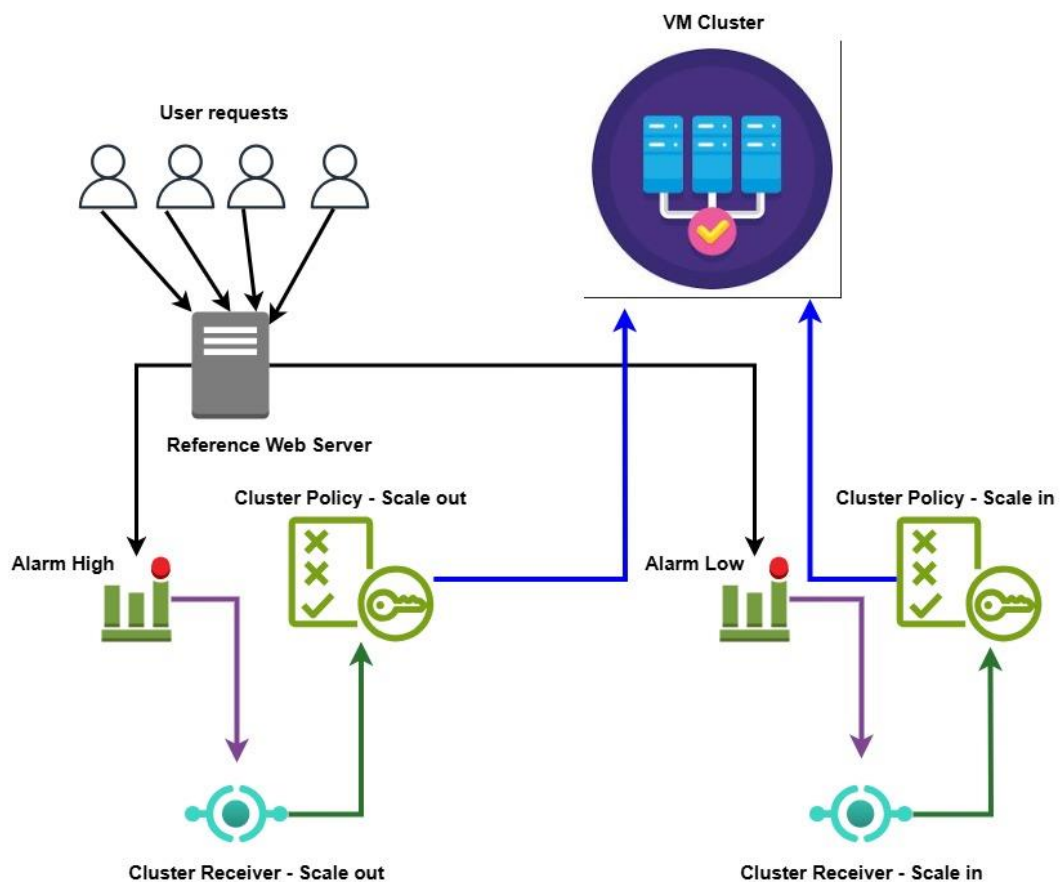 VM Cluster
User requests
Reference Web Server
Cluster Policy - Scale out
Cluster Policy - Scale in
Alarm High
Alarm Low
Cluster Receiver - Scale out
Cluster Receiver - Scale in